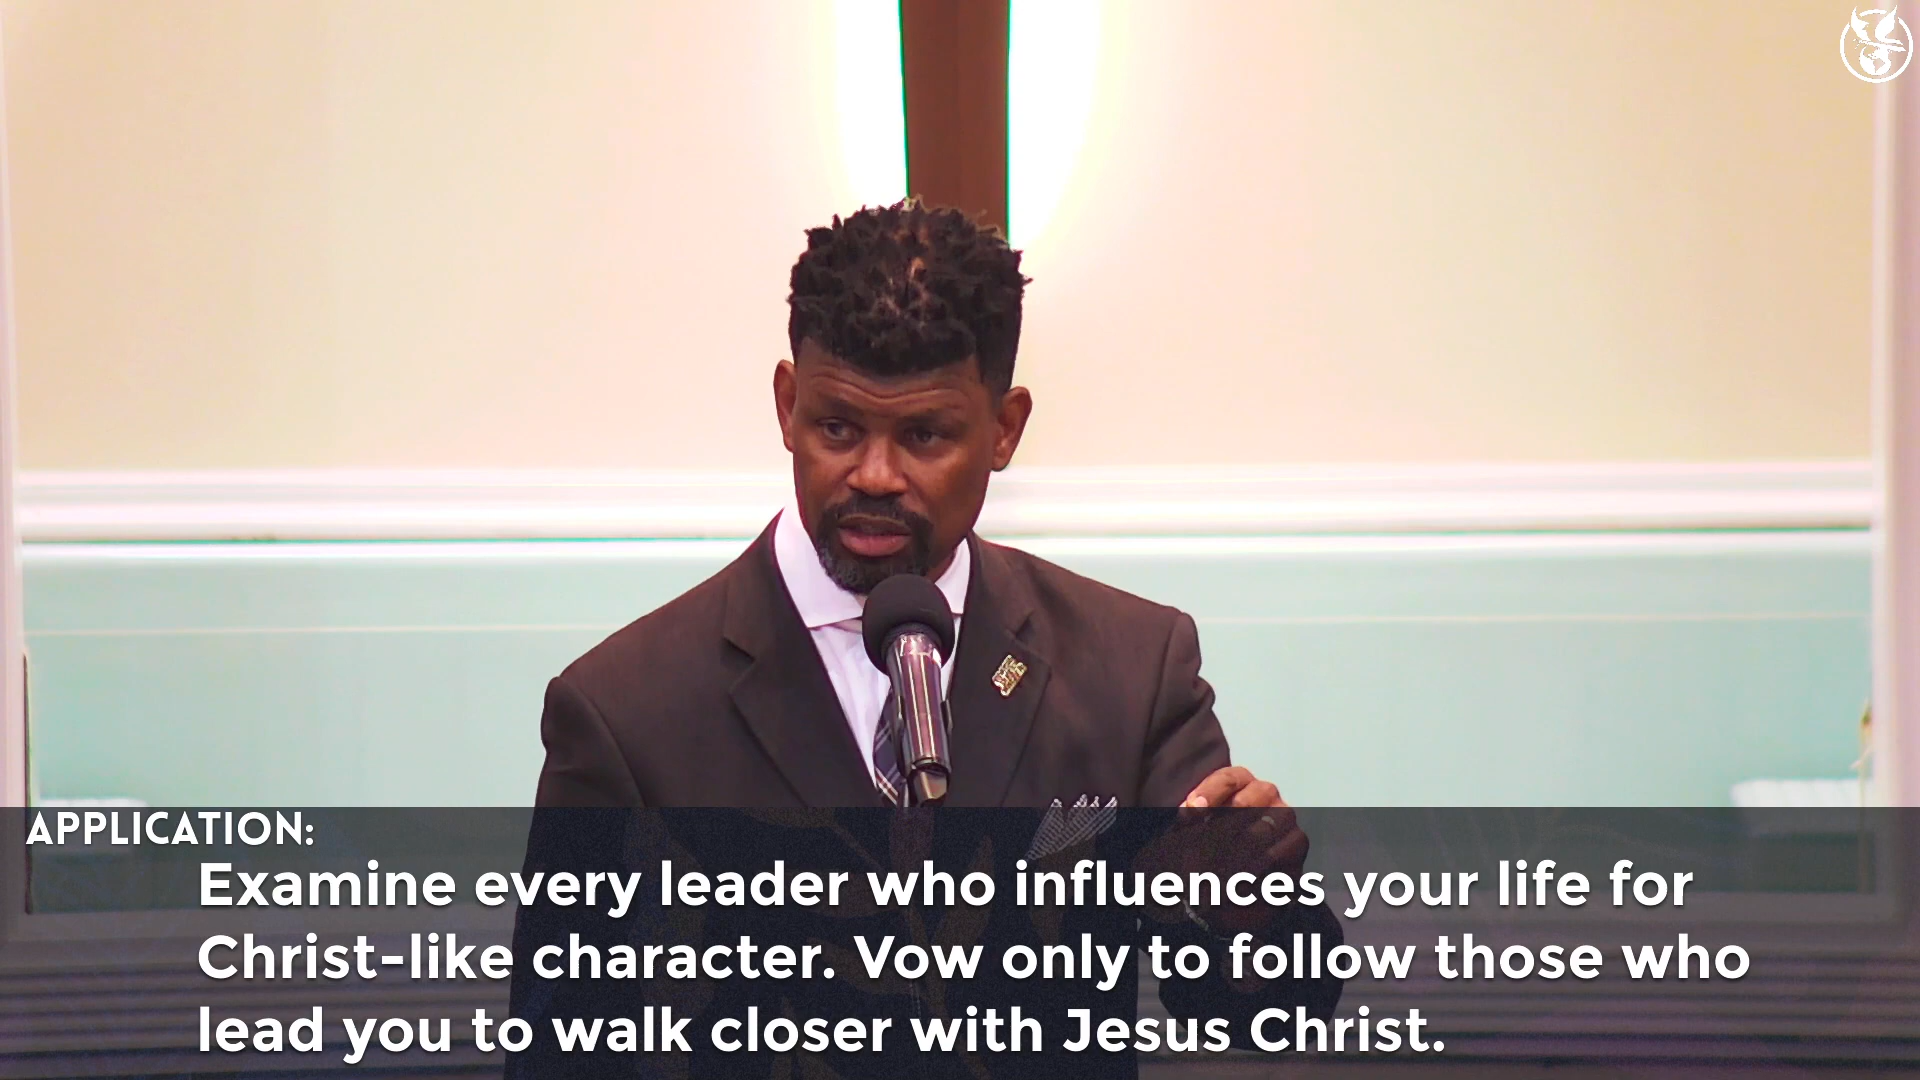 APPLICATION:
Examine every leader who influences your life for
Christ-like character. Vow only to follow those who
lead you to walk closer with Jesus Christ.